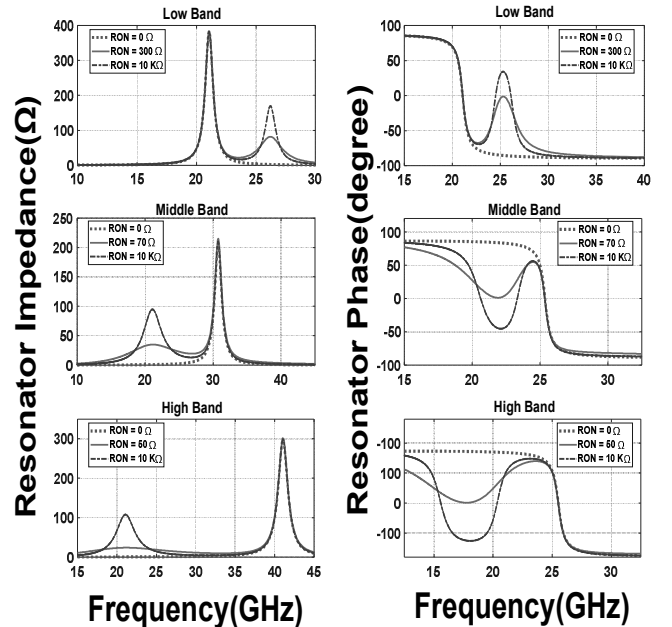 Low Band
Low Band
Resonator Impedance(Ω)
400
300
200
100
0
10
15
20
25
30
RON = 0 Ω
RON = 300 Ω
RON = 10 KΩ
Resonator Phase(degree)
100
50
0
-50
-100
15
20
25
30
35
40
RON = 0 Ω
RON = 300 Ω
RON = 10 KΩ
Middle Band
Middle Band
250
200
150
100
50
0
10
20
30
40
RON = 0 Ω
RON = 70 Ω
RON = 10 KΩ
100
50
0
-50
-100
15
20
25
30
RON = 0 Ω
RON = 70 Ω
RON = 10 KΩ
High Band
High Band
300
200
100
0
15
20
25
30
35
40
45
RON = 0 Ω
RON = 50 Ω
RON = 10 KΩ
-100
0
-100
15
20
25
30
RON = 0 Ω
RON = 50 Ω
RON = 10 KΩ
Frequency(GHz)
Frequency(GHz)